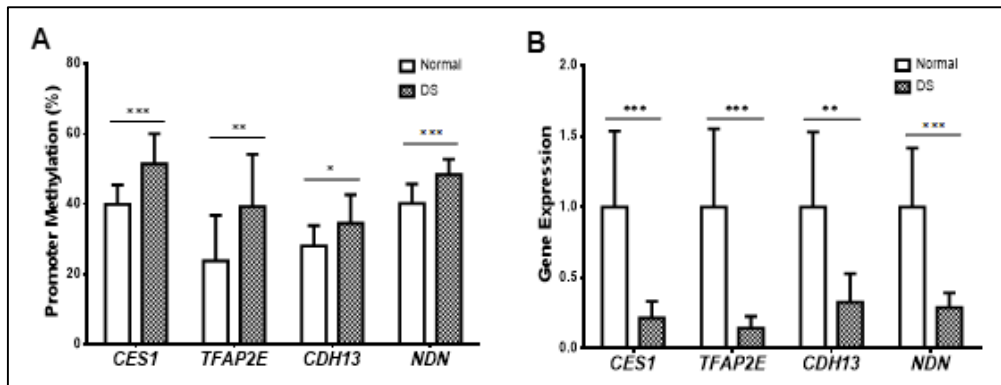 A
Promoter Methylation (%)
80
60
40
20
0
Normal
DS
***
**
*
***
CES1
TFAP2E
CDH13
NDN
B
Gene Expression
2.0
1.5
1.0
0.5
0.0
Normal
DS
***
***
**
***
CES1
TFAP2E
CDH13
NDN